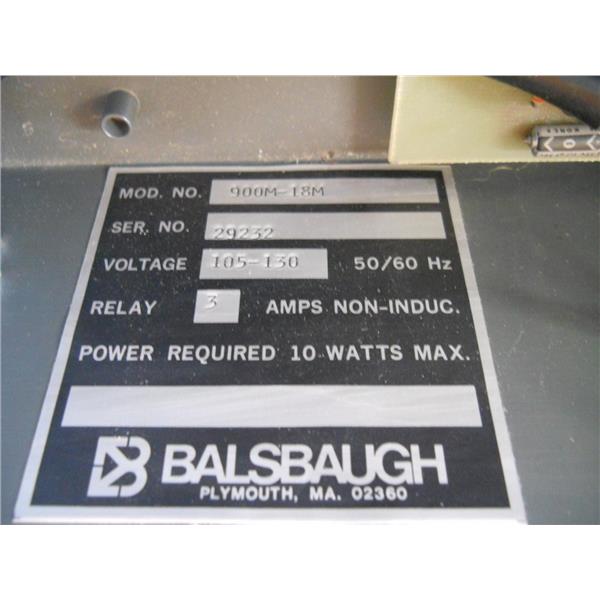 KOREA
MOD. NO. 900M-18M
SER. NO. 29232
VOLTAGE 105-130 50/60 Hz
RELAY 3 AMPS NON-INDUC.
POWER REQUIRED 10 WATTS MAX.
BALSBAUGH
PLYMOUTH, MA. 02360